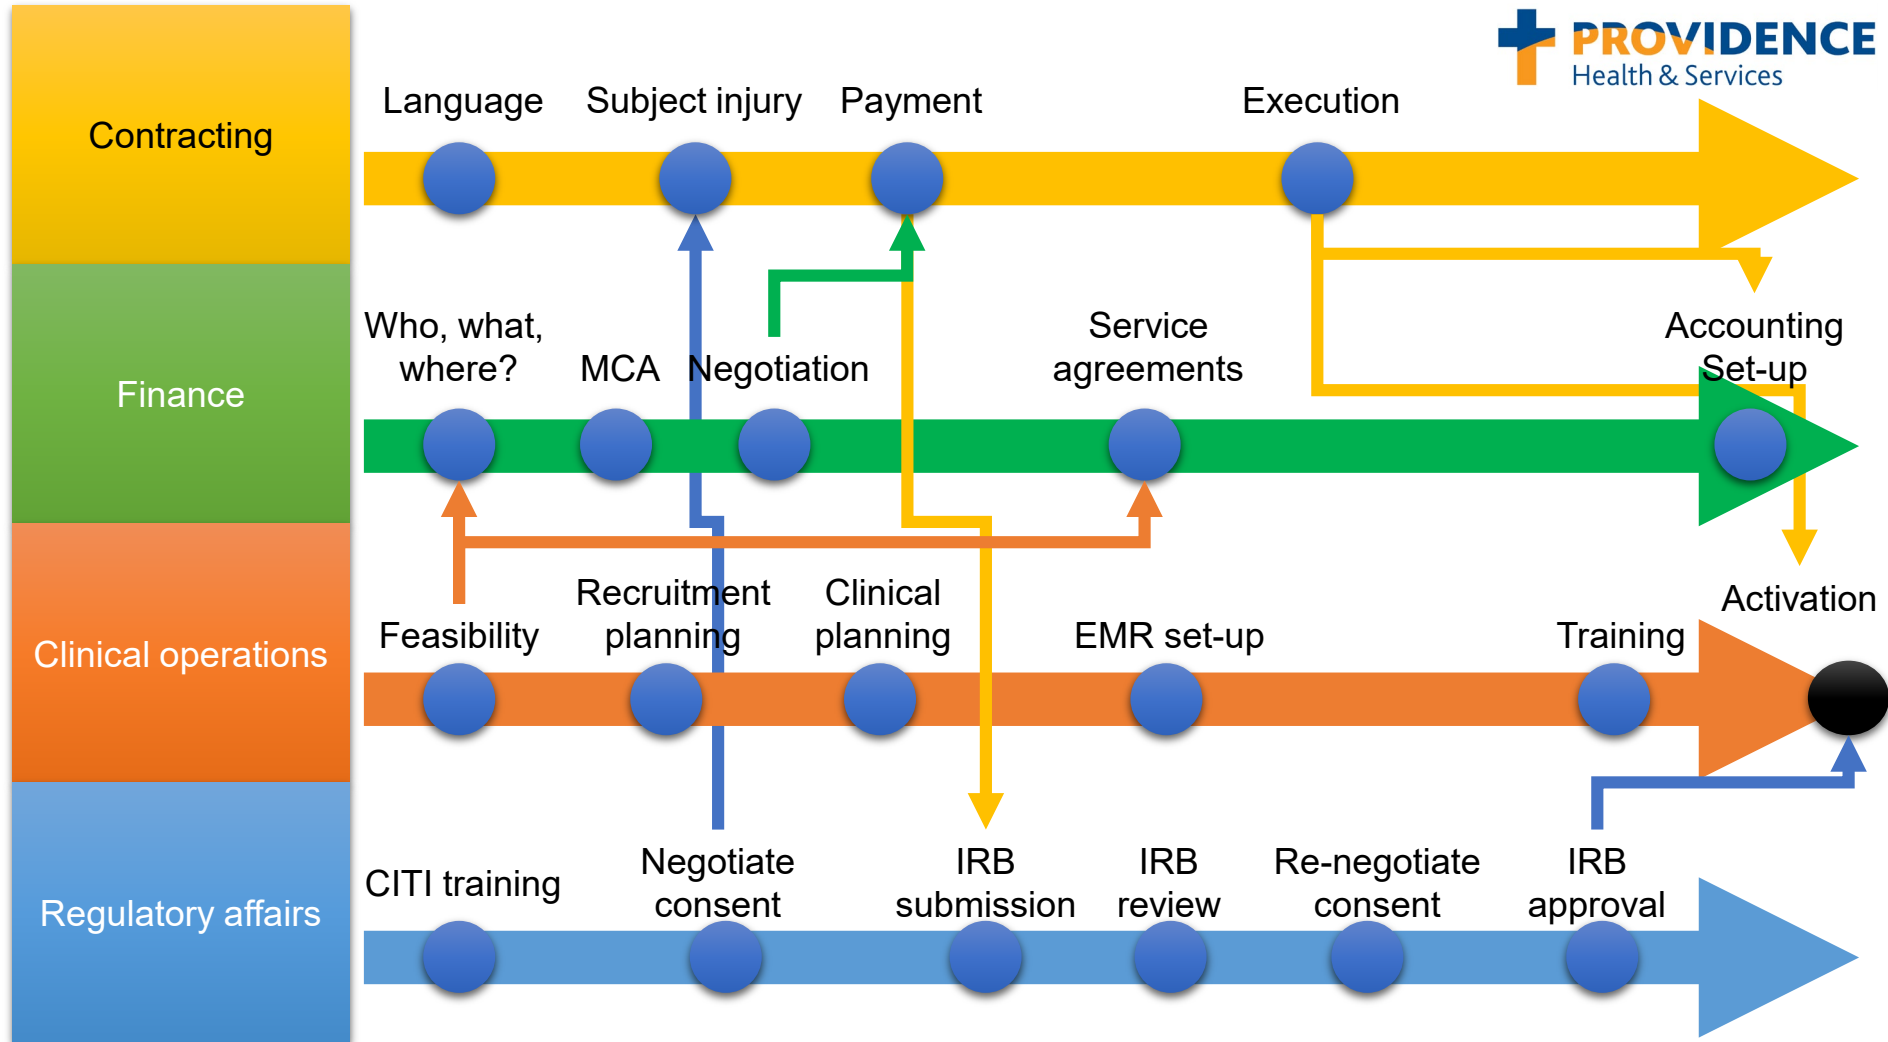 PROVIDENCE
Health & Services
Contracting
Language
Subject injury
Payment
Execution
Finance
Who, what,
where?
MCA
Negotiation
Service
agreements
Accounting
Set-up
Clinical operations
Feasibility
Recruitment
planning
Clinical
planning
EMR set-up
Training
Activation
Regulatory affairs
CITI training
Negotiate
consent
IRB
submission
IRB
review
Re-negotiate
consent
IRB
approval